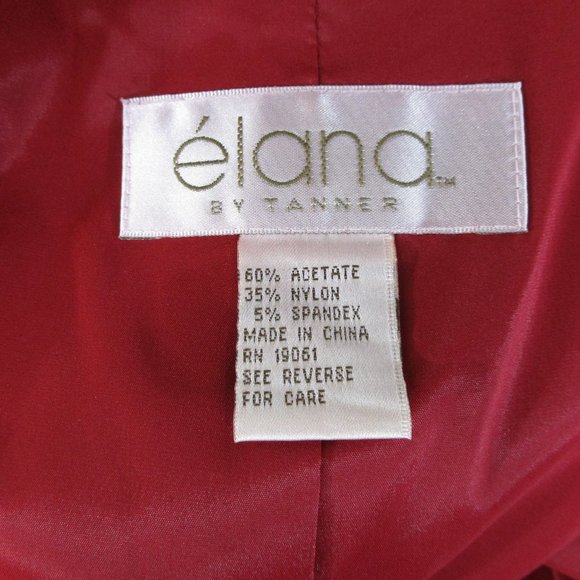 élana™
BY TANNER
60% ACETATE
35% NYLON
5% SPANDEX
MADE IN CHINA
RN 19061
SEE REVERSE
FOR CARE